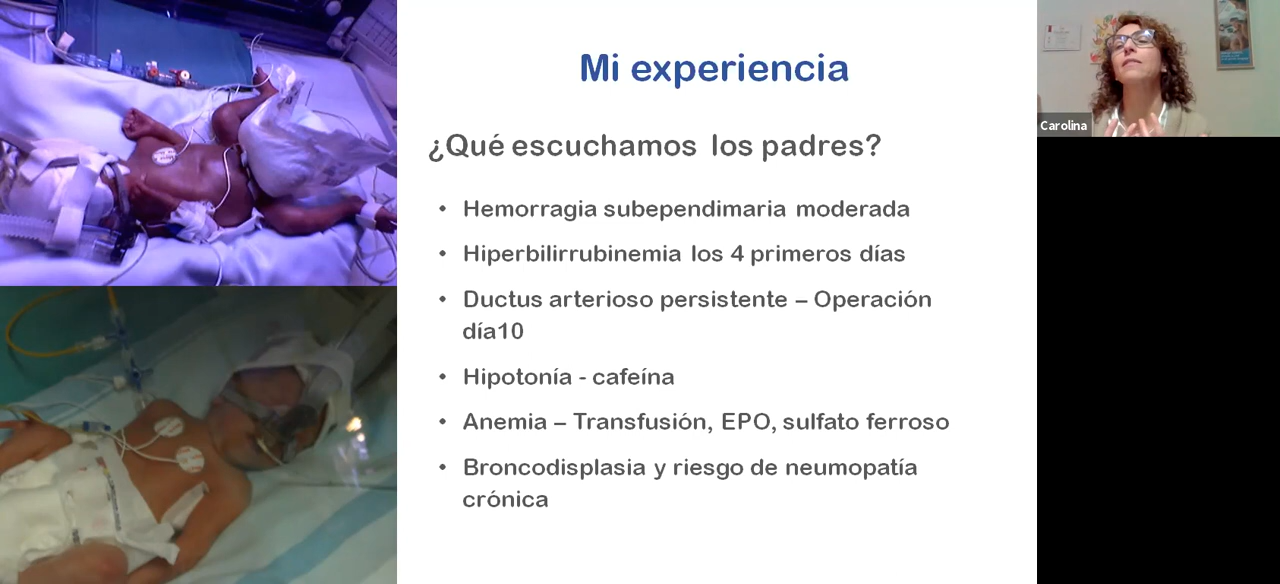 Mi experiencia
¿Qué escuchamos los padres?
• Hemorragia subependimaria moderada
• Hiperbilirrubinemia los 4 primeros días
• Ductus arterioso persistente – Operación
día10
• Hipotonía - cafeína
• Anemia – Transfusión, EPO, sulfato ferroso
• Broncodisplasia y riesgo de neumopatía
crónica
Carolina